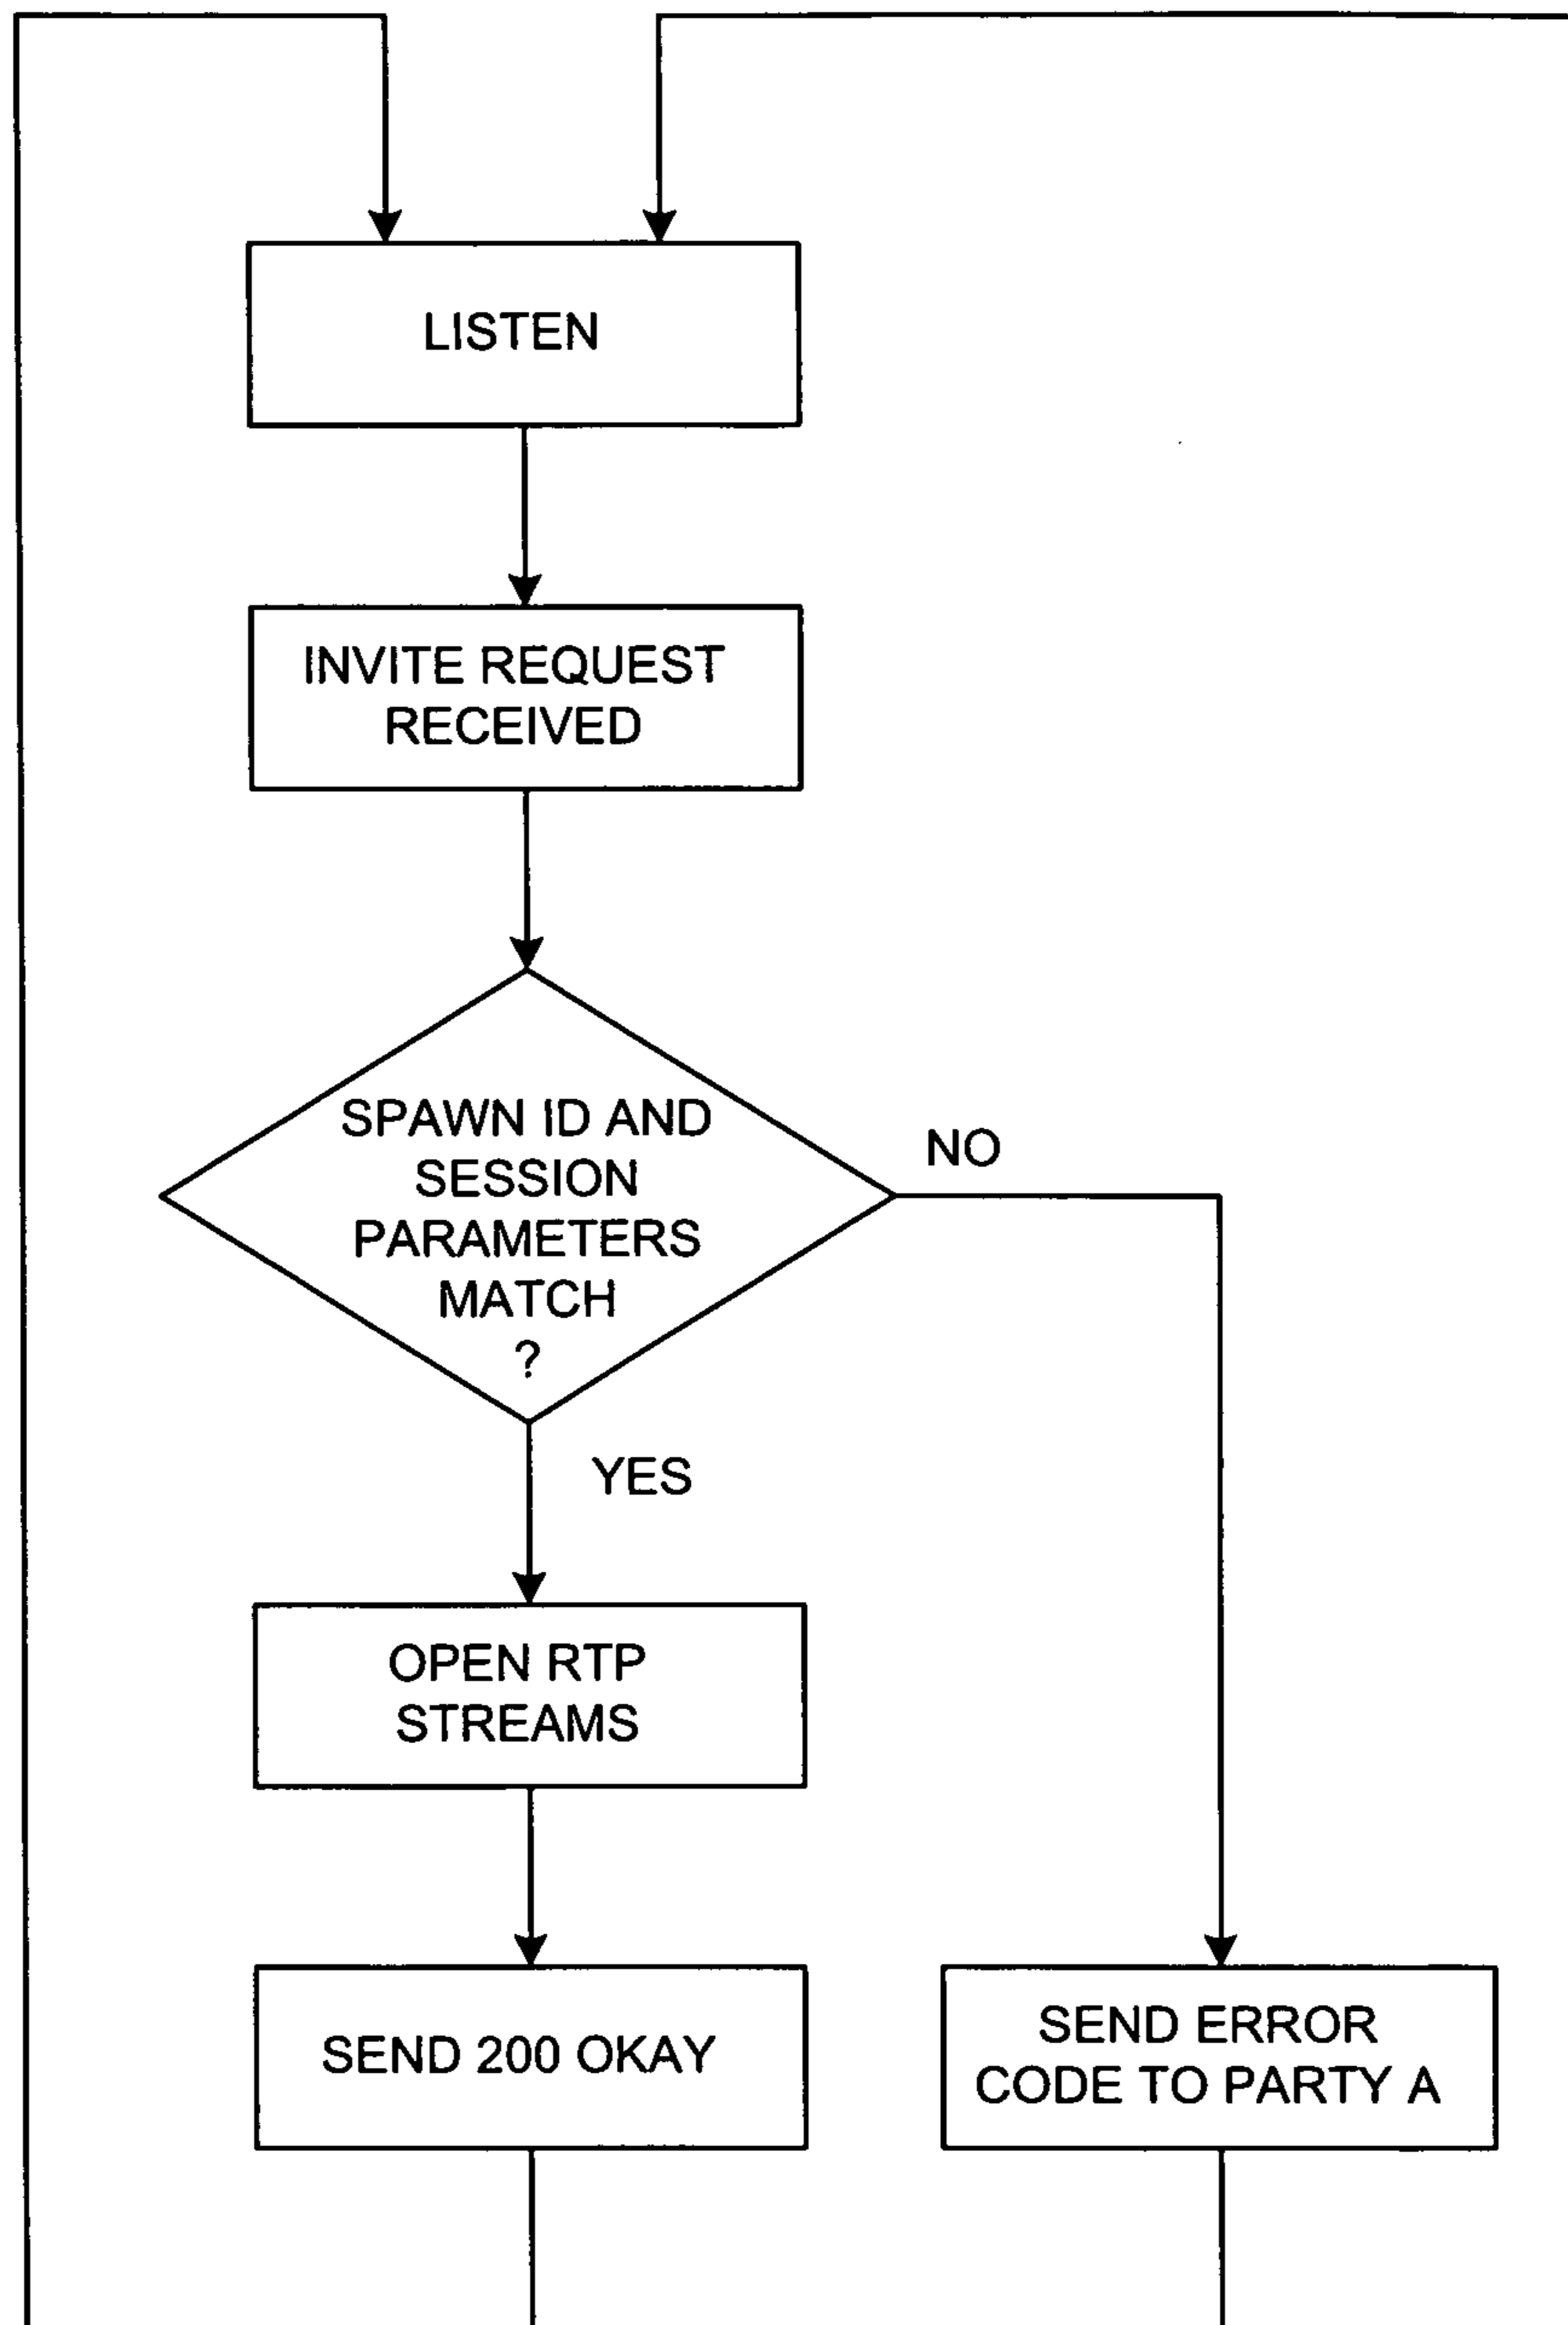 LISTEN
INVITE REQUEST
RECEIVED
SPAWN ID AND
SESSION
PARAMETERS
MATCH
?
NO
YES
OPEN RTP
STREAMS
SEND 200 OKAY
SEND ERROR
CODE TO PARTY A